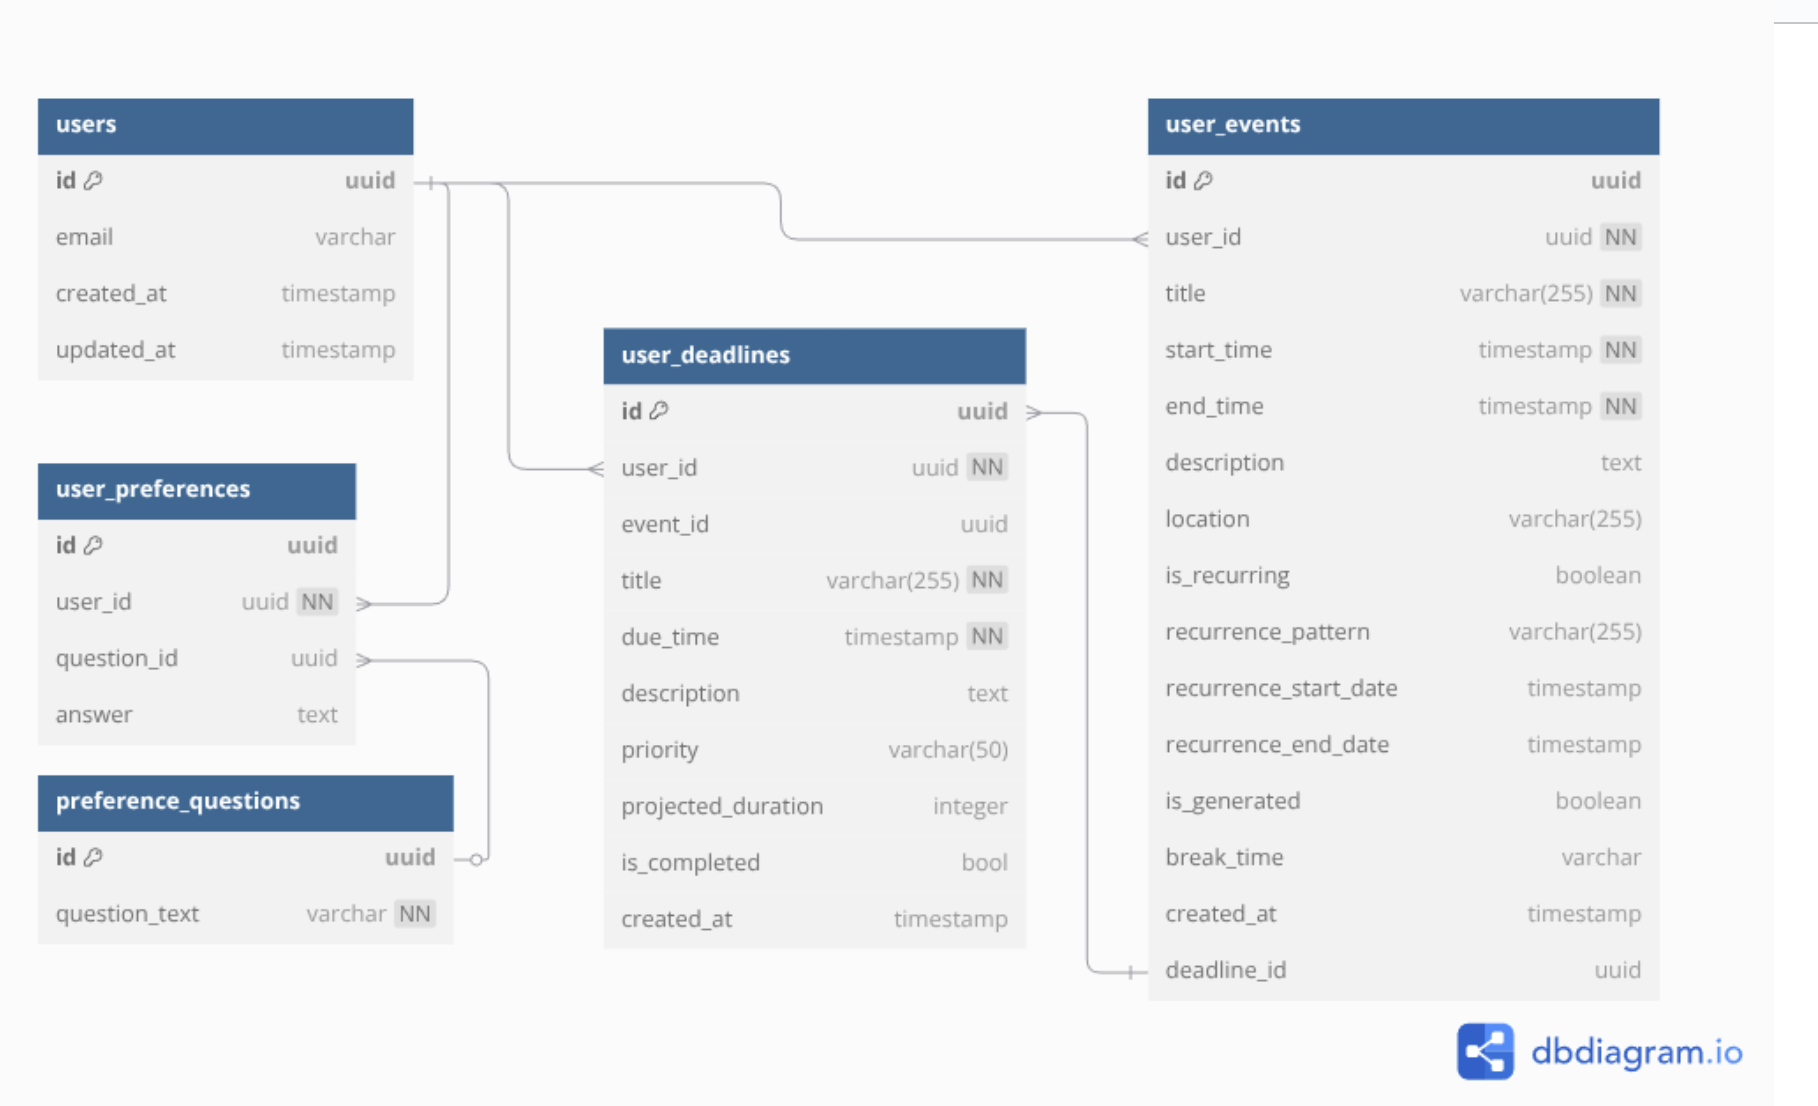 users
id uuid
email varchar
created_at timestamp
updated_at timestamp
user_preferences
id uuid
user_id uuid NN
question_id uuid
answer text
preference_questions
id uuid
question_text varchar NN
user_deadlines
id uuid
user_id uuid NN
event_id uuid
title varchar(255) NN
due_time timestamp NN
description text
priority varchar(50)
projected_duration integer
is_completed bool
created_at timestamp
user_events
id uuid
user_id uuid NN
title varchar(255) NN
start_time timestamp NN
end_time timestamp NN
description text
location varchar(255)
is_recurring boolean
recurrence_pattern varchar(255)
recurrence_start_date timestamp
recurrence_end_date timestamp
is_generated boolean
break_time varchar
created_at timestamp
deadline_id uuid
dbdiagram.io